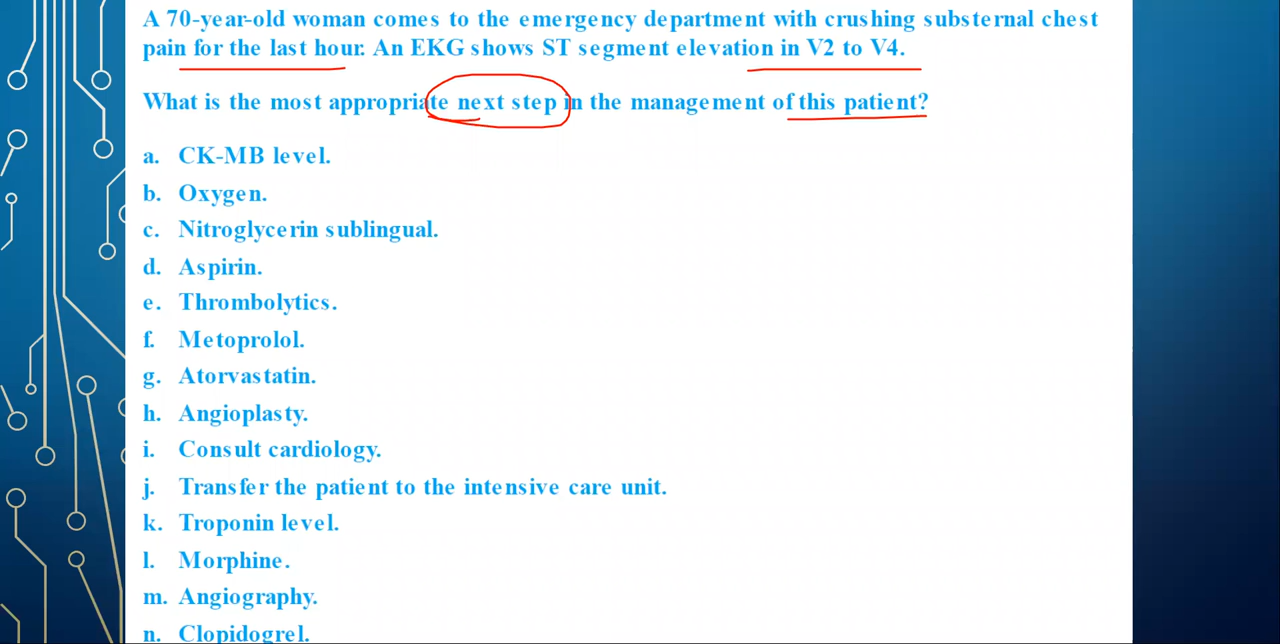 A 70-year-old woman comes to the emergency department with crushing substernal chest
pain for the last hour. An EKG shows ST segment elevation in V2 to V4.
What is the most appropriate next step in the management of this patient?
a. CK-MB level.
b. Oxygen.
c. Nitroglycerin sublingual.
d. Aspirin.
e. Thrombolytics.
f. Metoprolol.
g. Atorvastatin.
h. Angioplasty.
i. Consult cardiology.
j. Transfer the patient to the intensive care unit.
k. Troponin level.
l. Morphine.
m. Angiography.
n. Clopidogrel.